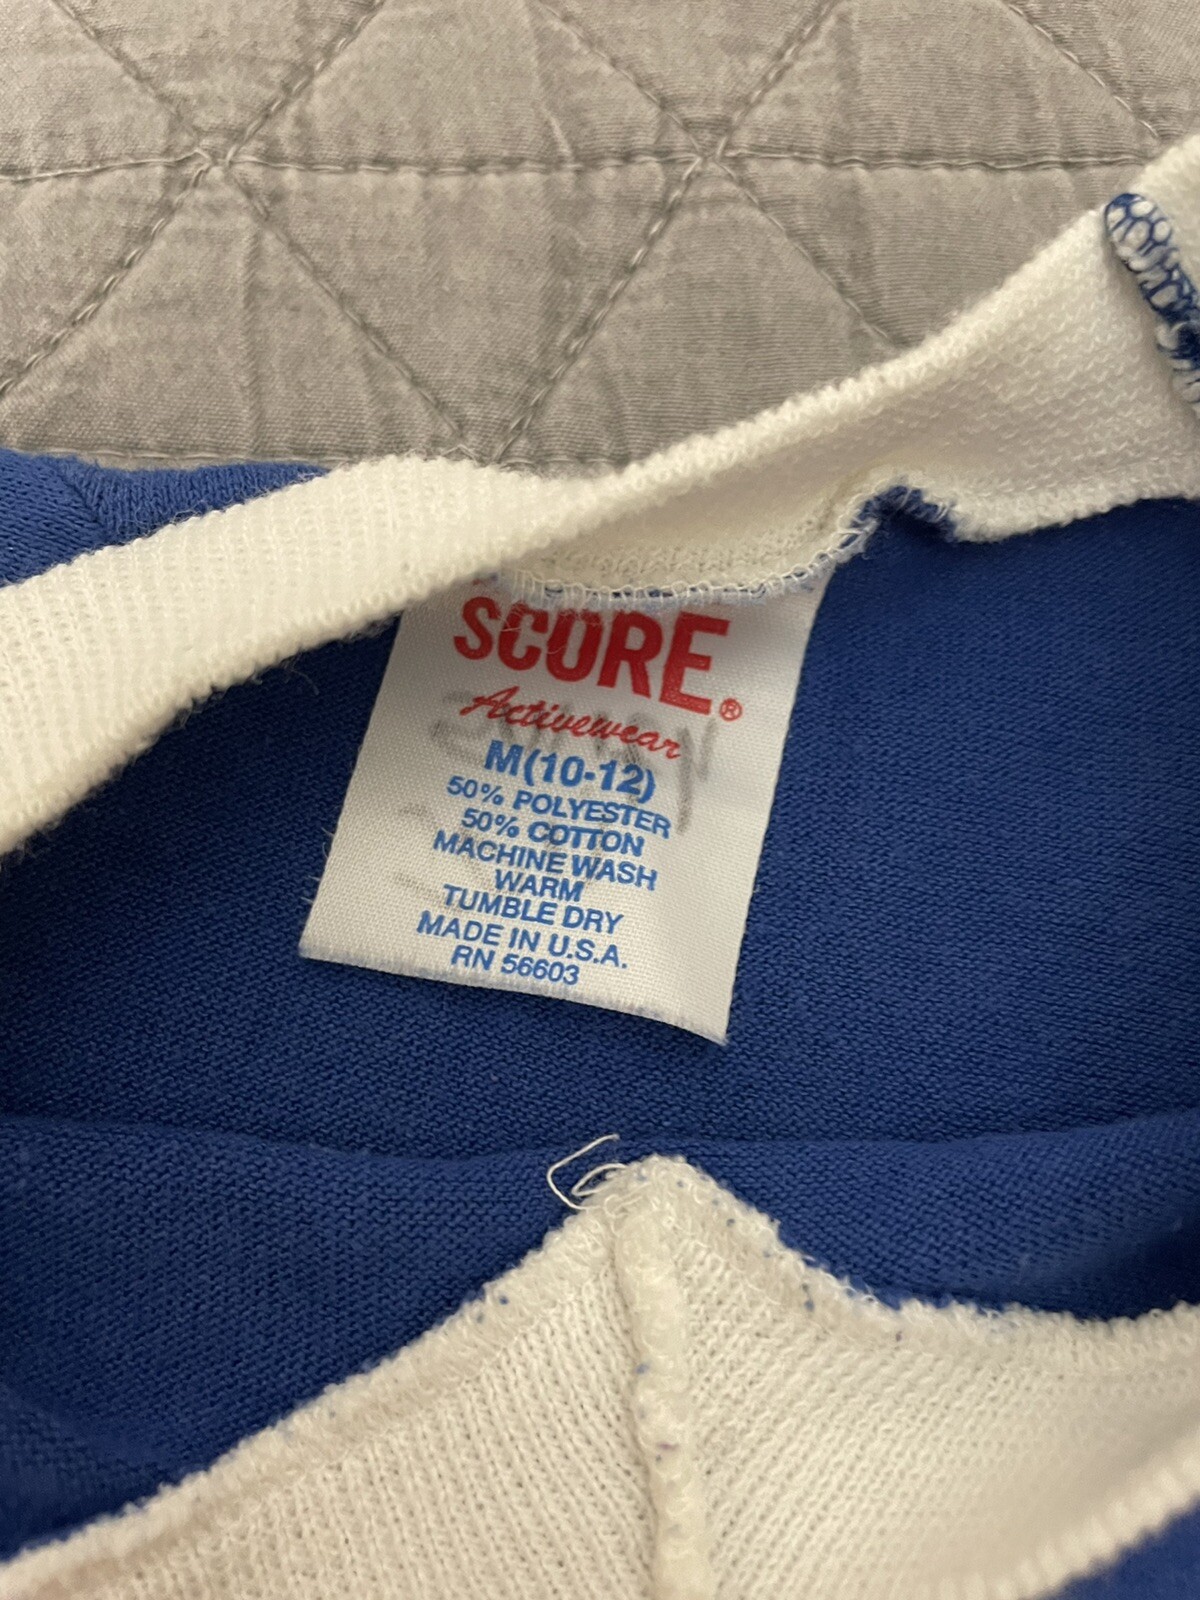 SCORE®
Activewear
M(10-12)
50% POLYESTER
50% COTTON
MACHINE WASH
WARM
TUMBLE DRY
MADE IN U.S.A.
RN 56603